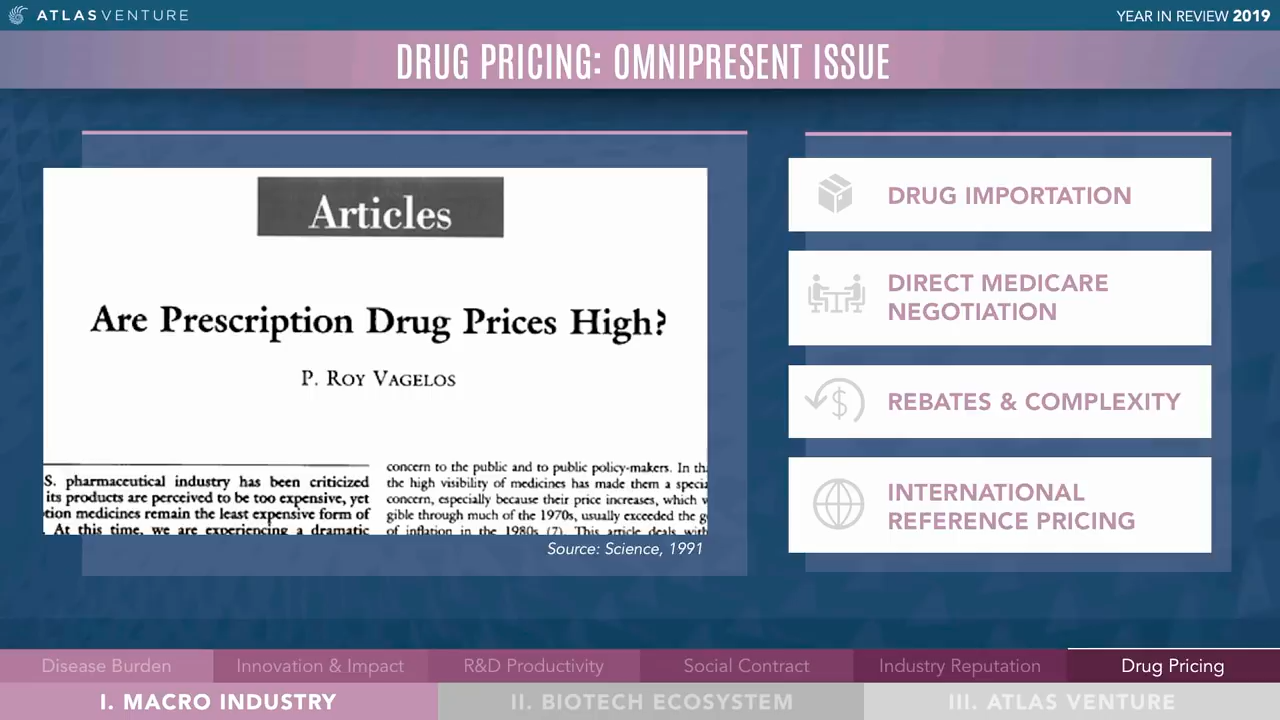 ATLAS VENTURE
YEAR IN REVIEW 2019
DRUG PRICING: OMNIPRESENT ISSUE
Articles
Are Prescription Drug Prices High?
P. ROY VAGELOS
S. pharmaceutical industry has been criticized
its products are perceived to be too expensive, yet
tion medicines remain the least expensive form of
At this time, we are experiencing a dramatic
concern to the public and to public policy-makers. In th
the high visibility of medicines has made them a specia
concern, especially because their price increases, which w
gible through much of the 1970s, usually exceeded the g
of inflation in the 1980s (7). This article deals with
Source: Science, 1991
DRUG IMPORTATION
DIRECT MEDICARE
NEGOTIATION
REBATES & COMPLEXITY
INTERNATIONAL
REFERENCE PRICING
Disease Burden
Innovation & Impact
R&D Productivity
Social Contract
Industry Reputation
Drug Pricing
I. MACRO INDUSTRY
II. BIOTECH ECOSYSTEM
III. ATLAS VENTURE